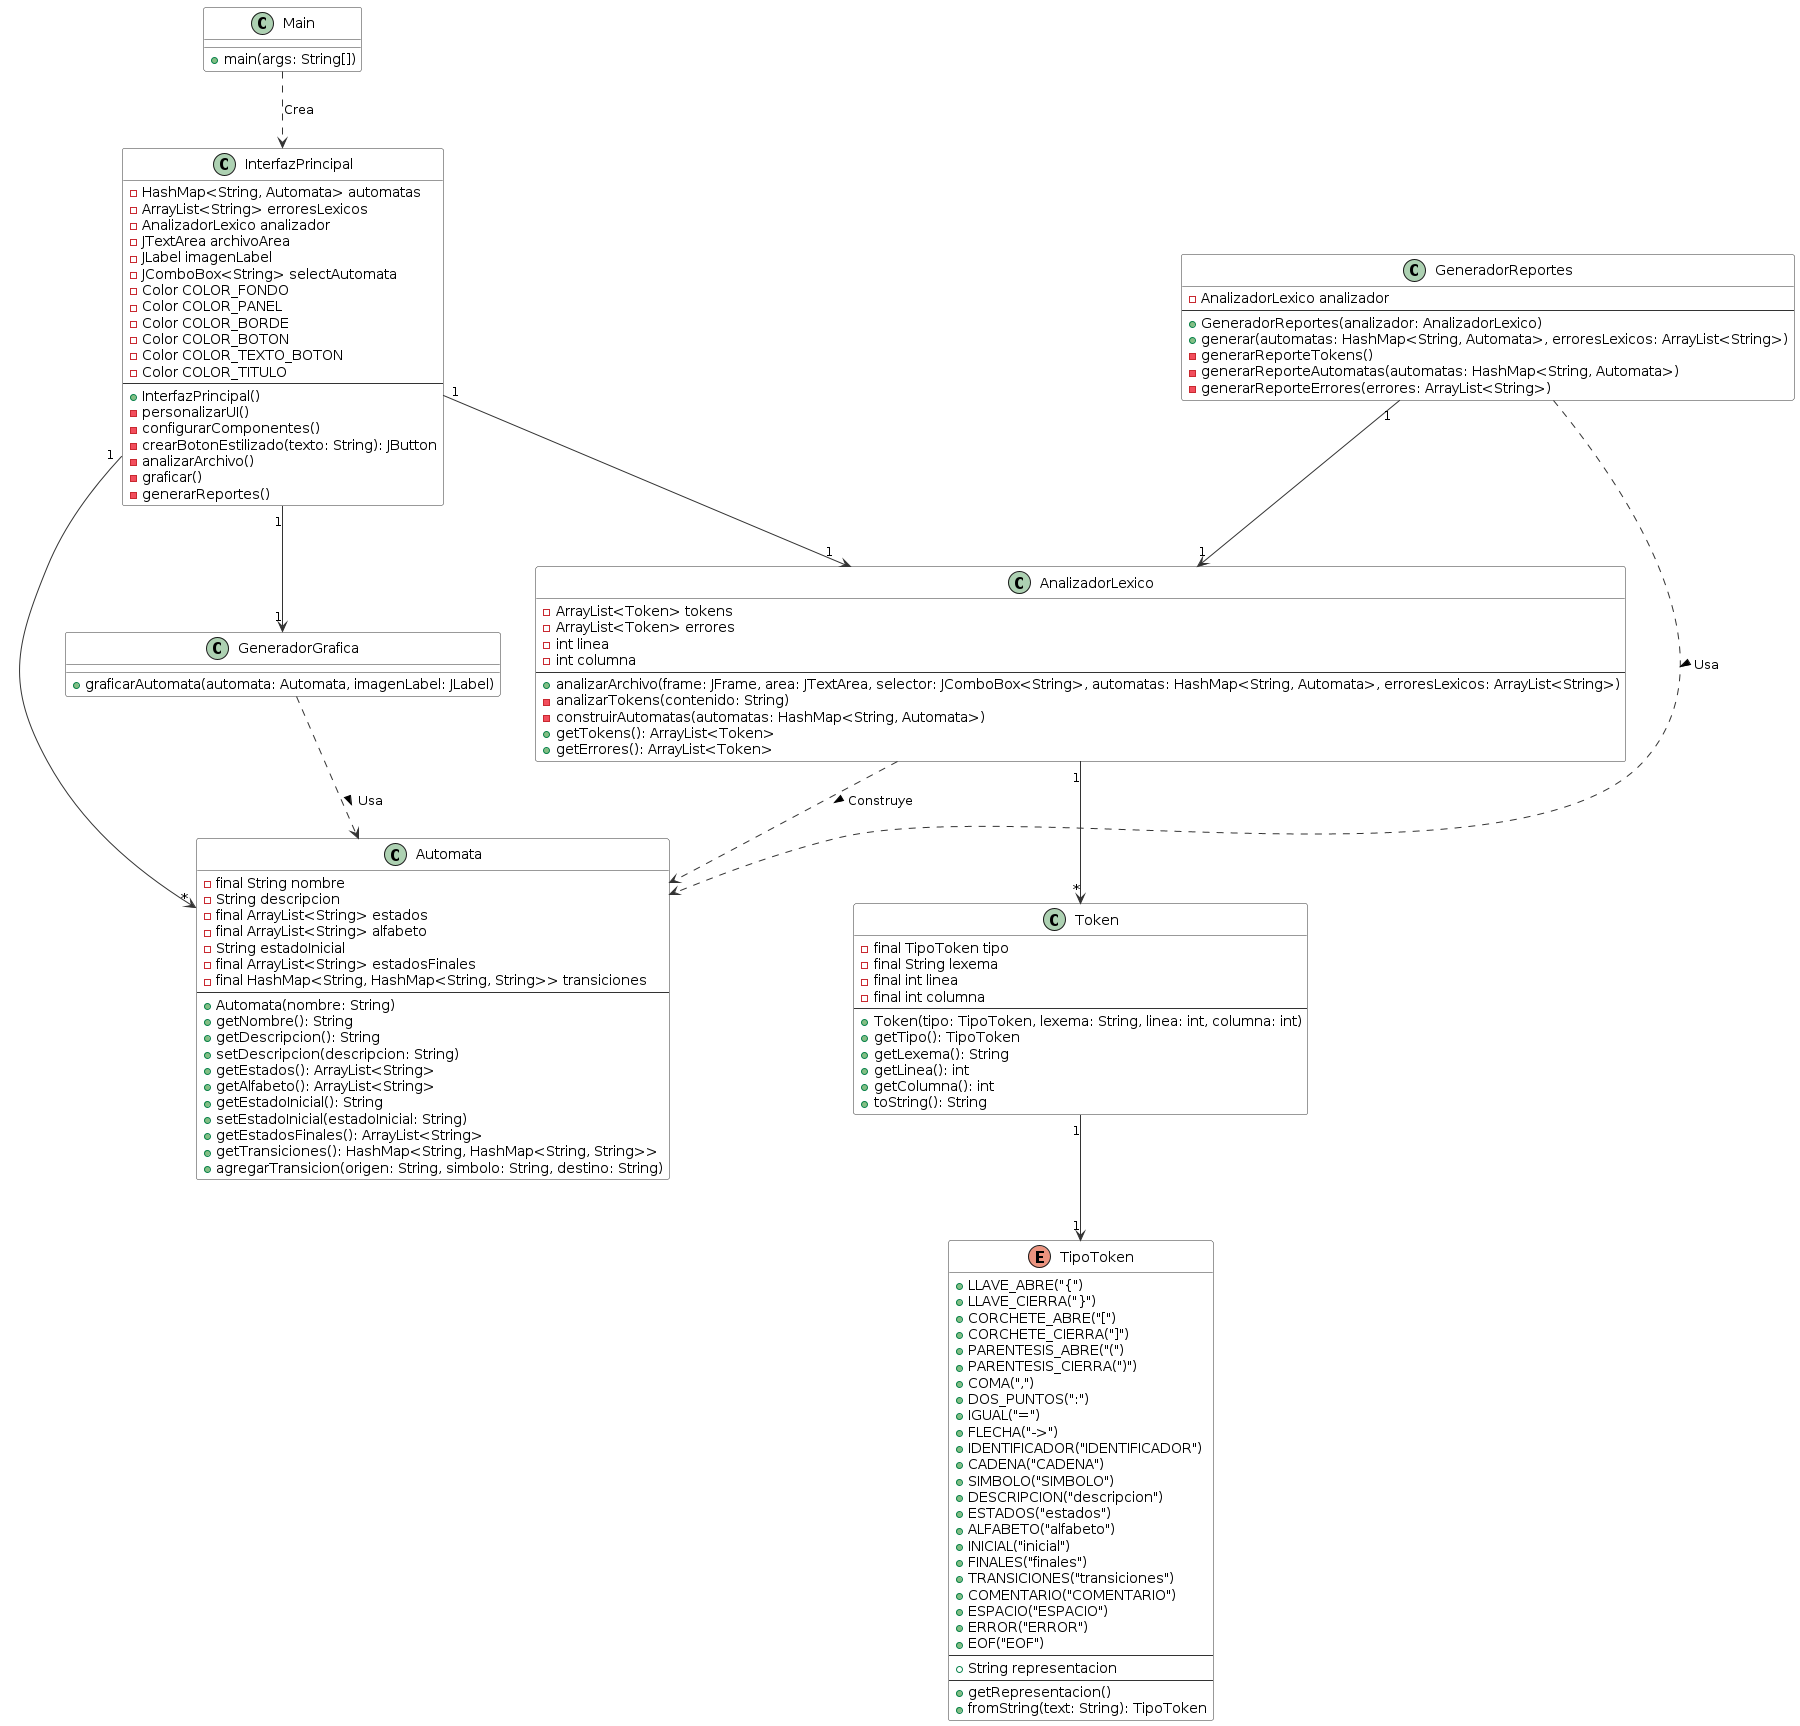 C Main
main(args: String[])
Crea
C InterfazPrincipal
HashMap<String, Automata> automatas
ArrayList<String> erroresLexicos
AnalizadorLexico analizador
JTextArea archivoArea
JLabel imagenLabel
JComboBox<String> selectAutomata
Color COLOR_FONDO
Color COLOR_PANEL
Color COLOR_BORDE
Color COLOR_BOTON
Color COLOR_TEXTO_BOTON
Color COLOR_TITULO
InterfazPrincipal()
personalizarUI()
configurarComponentes()
crearBotonEstilizado(texto: String): JButton
analizarArchivo()
graficar()
generarReportes()
C GeneradorReportes
AnalizadorLexico analizador
GeneradorReportes(analizador: AnalizadorLexico)
generar(automatas: HashMap<String, Automata>, erroresLexicos: ArrayList<String>)
generarReporteTokens()
generarReporteAutomatas(automatas: HashMap<String, Automata>)
generarReporteErrores(errores: ArrayList<String>)
1
1
1
1
1
1
1
1
C GeneradorGrafica
graficarAutomata(automata: Automata, imagenLabel: JLabel)
C AnalizadorLexico
ArrayList<Token> tokens
ArrayList<Token> errores
int linea
int columna
analizarArchivo(frame: JFrame, area: JTextArea, selector: JComboBox<String>, automatas: HashMap<String, Automata>, erroresLexicos: ArrayList<String>)
analizarTokens(contenido: String)
construirAutomatas(automatas: HashMap<String, Automata>)
getTokens(): ArrayList<Token>
getErrores(): ArrayList<Token>
Usa
Usa
Construye
1
*
*
C Automata
final String nombre
String descripcion
final ArrayList<String> estados
final ArrayList<String> alfabeto
String estadoInicial
final ArrayList<String> estadosFinales
final HashMap<String, HashMap<String, String>> transiciones
Automata(nombre: String)
getNombre(): String
getDescripcion(): String
setDescripcion(descripcion: String)
getEstados(): ArrayList<String>
getAlfabeto(): ArrayList<String>
getEstadoInicial(): String
setEstadoInicial(estadoInicial: String)
getEstadosFinales(): ArrayList<String>
getTransiciones(): HashMap<String, HashMap<String, String>>
agregarTransicion(origen: String, simbolo: String, destino: String)
C Token
final TipoToken tipo
final String lexema
final int linea
final int columna
Token(tipo: TipoToken, lexema: String, linea: int, columna: int)
getTipo(): TipoToken
getLexema(): String
getLinea(): int
getColumna(): int
toString(): String
1
1
E TipoToken
LLAVE_ABRE("{")
LLAVE_CIERRA("}")
CORCHETE_ABRE("[")
CORCHETE_CIERRA("]")
PARENTESIS_ABRE("(")
PARENTESIS_CIERRA(")")
COMA(",")
DOS_PUNTOS(":")
IGUAL("=")
FLECHA("->")
IDENTIFICADOR("IDENTIFICADOR")
CADENA("CADENA")
SIMBOLO("SIMBOLO")
DESCRIPCION("descripcion")
ESTADOS("estados")
ALFABETO("alfabeto")
INICIAL("inicial")
FINALES("finales")
TRANSICIONES("transiciones")
COMENTARIO("COMENTARIO")
ESPACIO("ESPACIO")
ERROR("ERROR")
EOF("EOF")
String representacion
getRepresentacion()
fromString(text: String): TipoToken